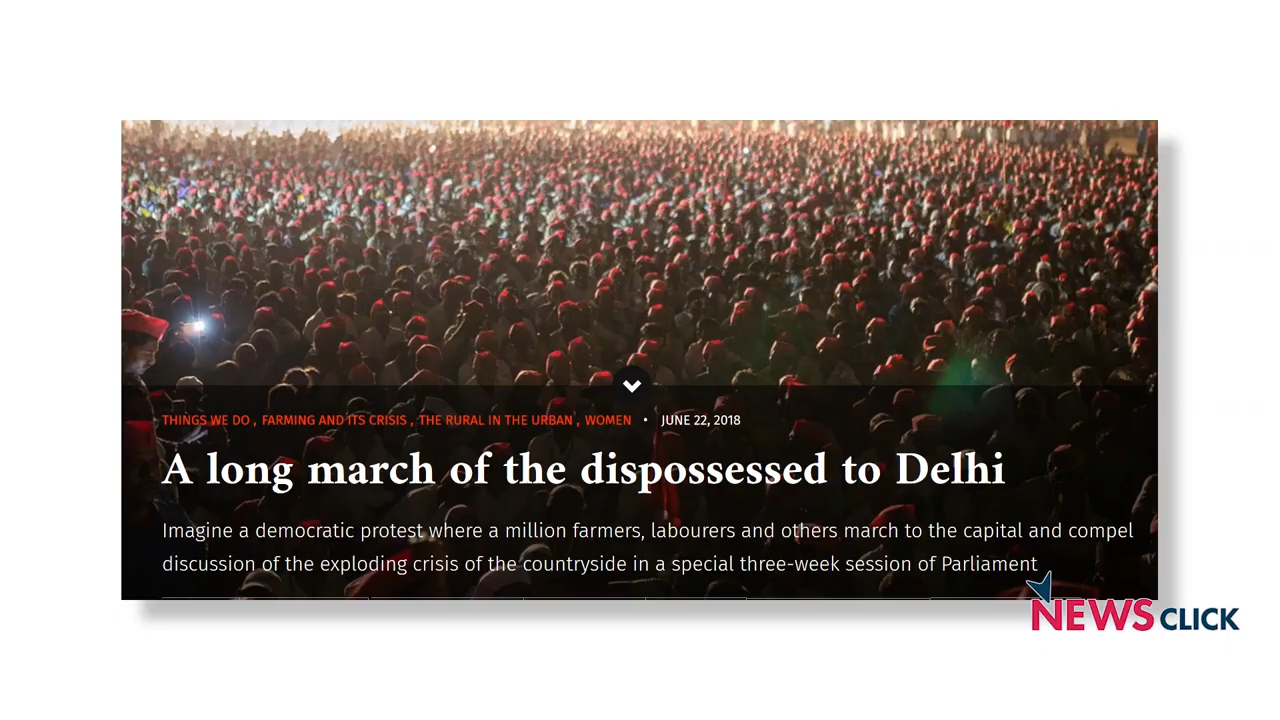 THINGS WE DO , FARMING AND ITS CRISIS , THE RURAL IN THE URBAN , WOMEN • JUNE 22, 2018
A long march of the dispossessed to Delhi
Imagine a democratic protest where a million farmers, labourers and others march to the capital and compel
discussion of the exploding crisis of the countryside in a special three-week session of Parliament
NEWSCLICK